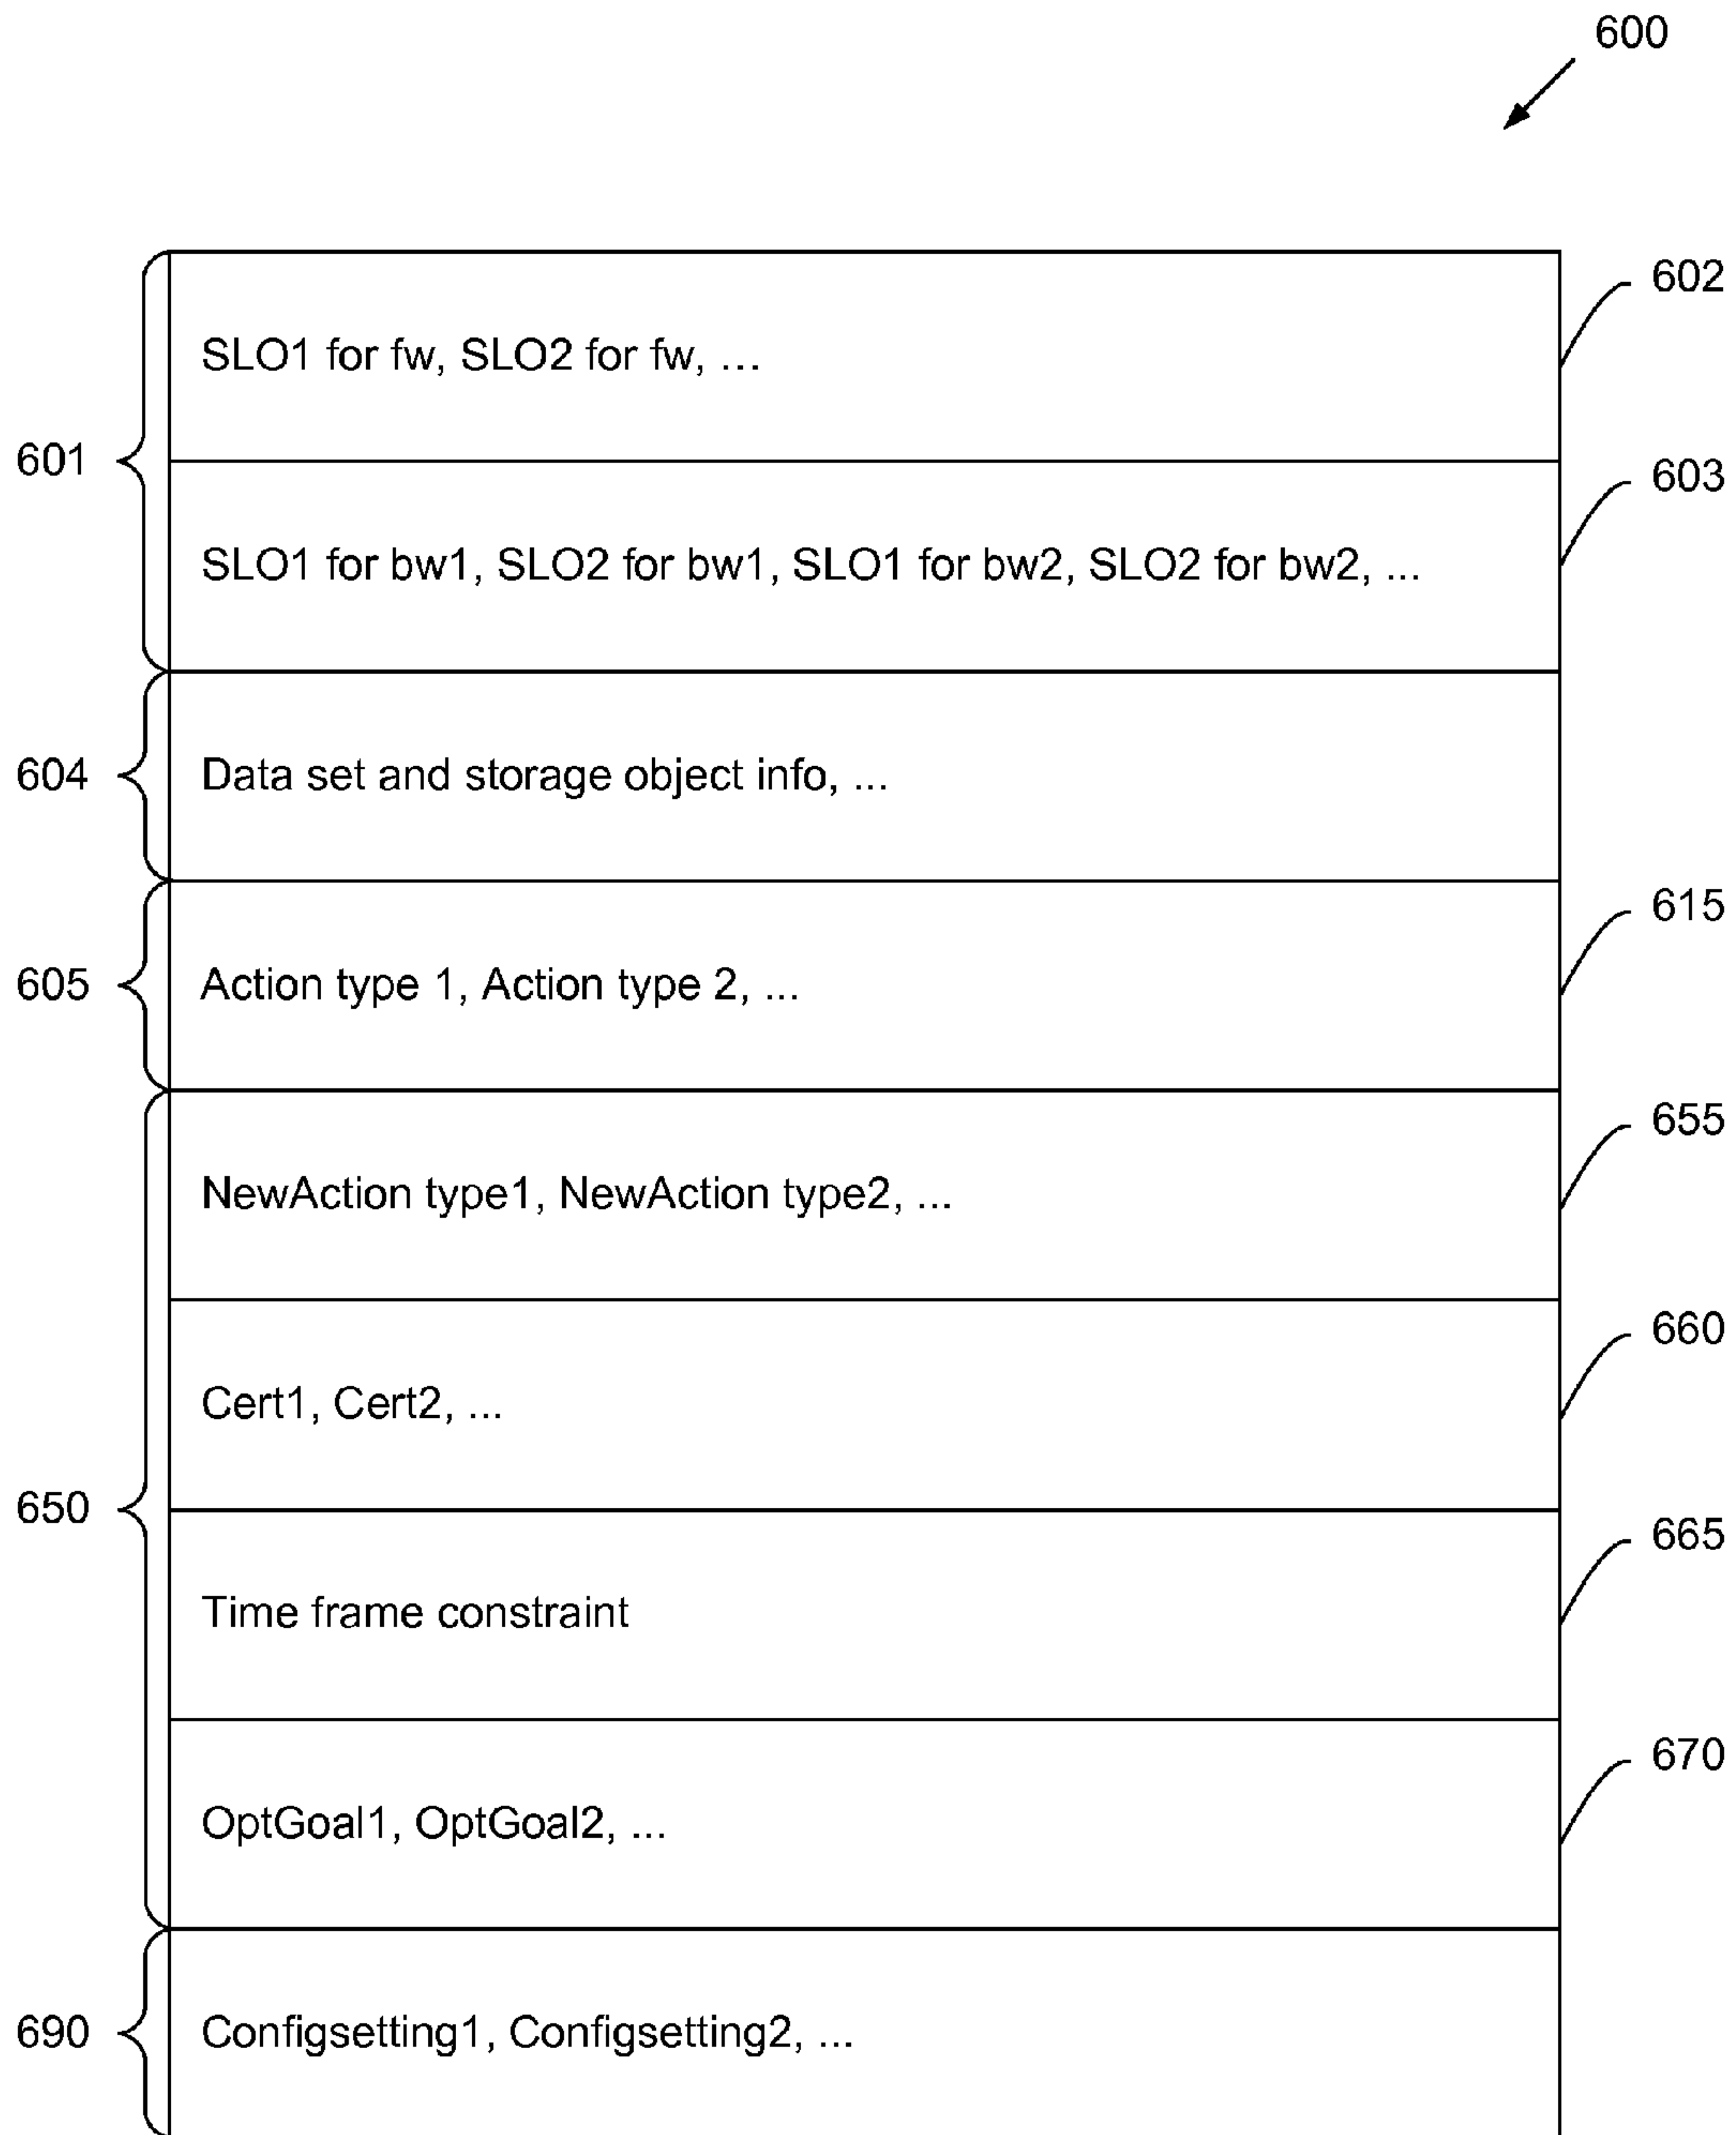 600
602
SLO1 for fw, SLO2 for fw, ...
601
603
SLO1 for bw1, SLO2 for bw1, SLO1 for bw2, SLO2 for bw2, ...
604
Data set and storage object info, ...
615
605
Action type 1, Action type 2, ...
655
NewAction type1, NewAction type2, ...
660
Cert1, Cert2, ...
650
665
Time frame constraint
670
OptGoal1, OptGoal2, ...
690
Configsetting1, Configsetting2, ...